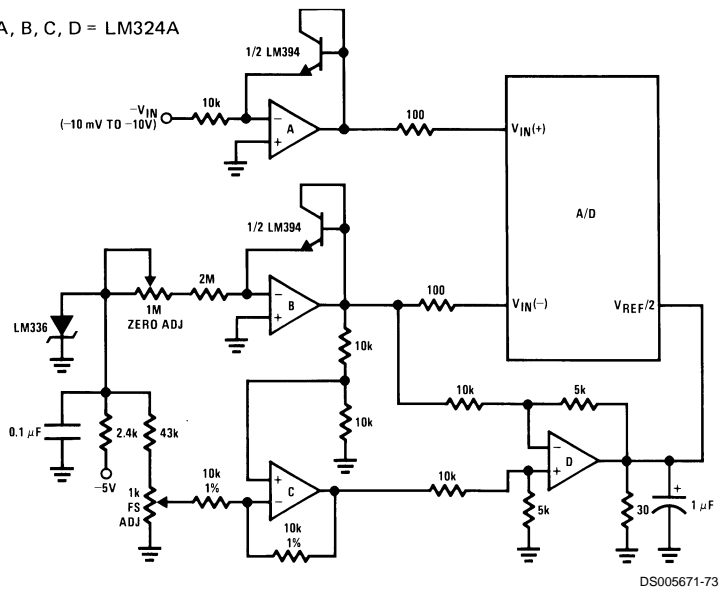 A, B, C, D = LM324A
1/2 LM394
−VIN
(−10 mV TO −10V)
10k
−
A
+
100
VIN(+)
A/D
1/2 LM394
2M
−
B
+
100
VIN(−)
VREF/2
LM336
1M
ZERO ADJ
10k
10k
5k
0.1 μF
2.4k
43k
10k
−5V
−
D
+
1k
FS
ADJ
10k
1%
+
C
−
10k
5k
30
+
1 μF
10k
1%
DS005671-73